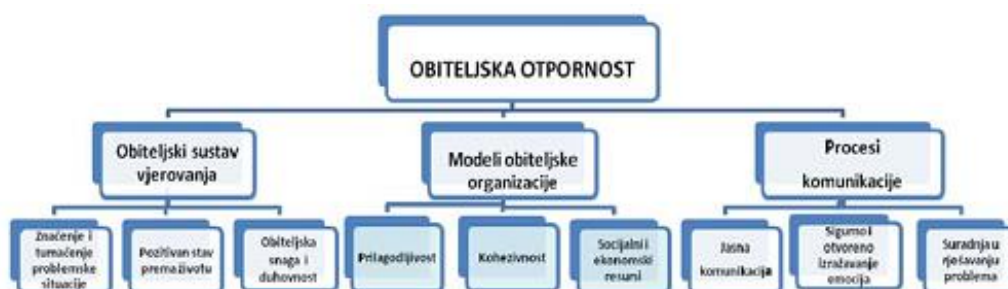 OBITELJSKA OTPORNOST
Obiteljski sustav
vjerovanja
Modeli obiteljske
organizacije
Procesi
komunikacije
Značenje i
tumačenje
problemske
situacije
Pozitivan stav
prema životu
Obiteljska
snaga i
duhovnost
Prilagodljivost
Kohezivnost
Socijalni i
ekonomski
resursi
Jasna
komunikacija
Sigurno i
otvoreno
izražavanje
emocija
Suradnja u
rješavanju
problema